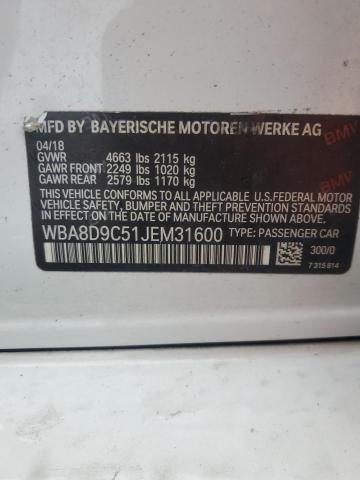 MFD BY BAYERISCHE MOTOREN WERKE AG
04/18
GVWR 4663 lbs 2115 kg
GAWR FRONT 2249 lbs 1020 kg
GAWR REAR 2579 lbs 1170 kg
THIS VEHICLE CONFORMS TO ALL APPLICABLE U.S.FEDERAL MOTOR
VEHICLE SAFETY, BUMPER AND THEFT PREVENTION STANDARDS
IN EFFECT ON THE DATE OF MANUFACTURE SHOWN ABOVE.
WBA8D9C51JEM31600 TYPE: PASSENGER CAR
300/0
7 315 814
BMW
BMW